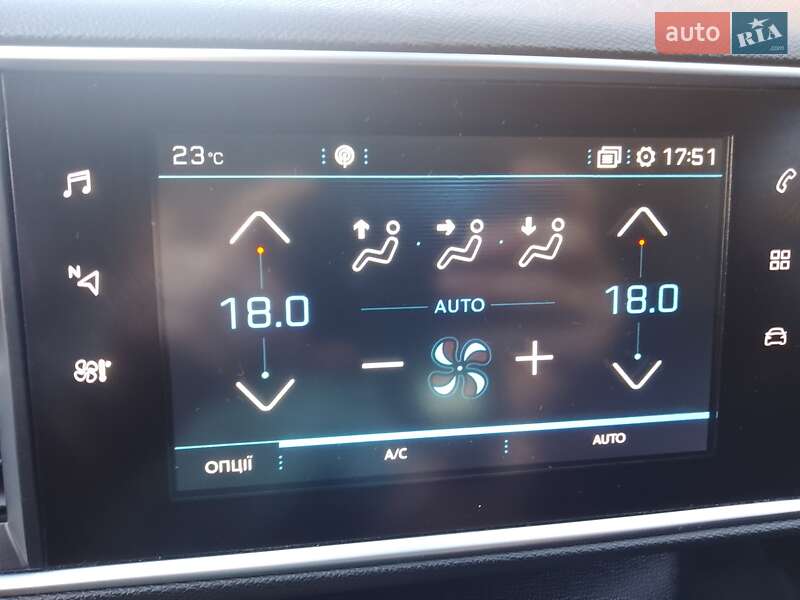 auto RIA.com
23°C 17:51
N
18.0 AUTO 18.0
ОПЦІЇ A/C AUTO